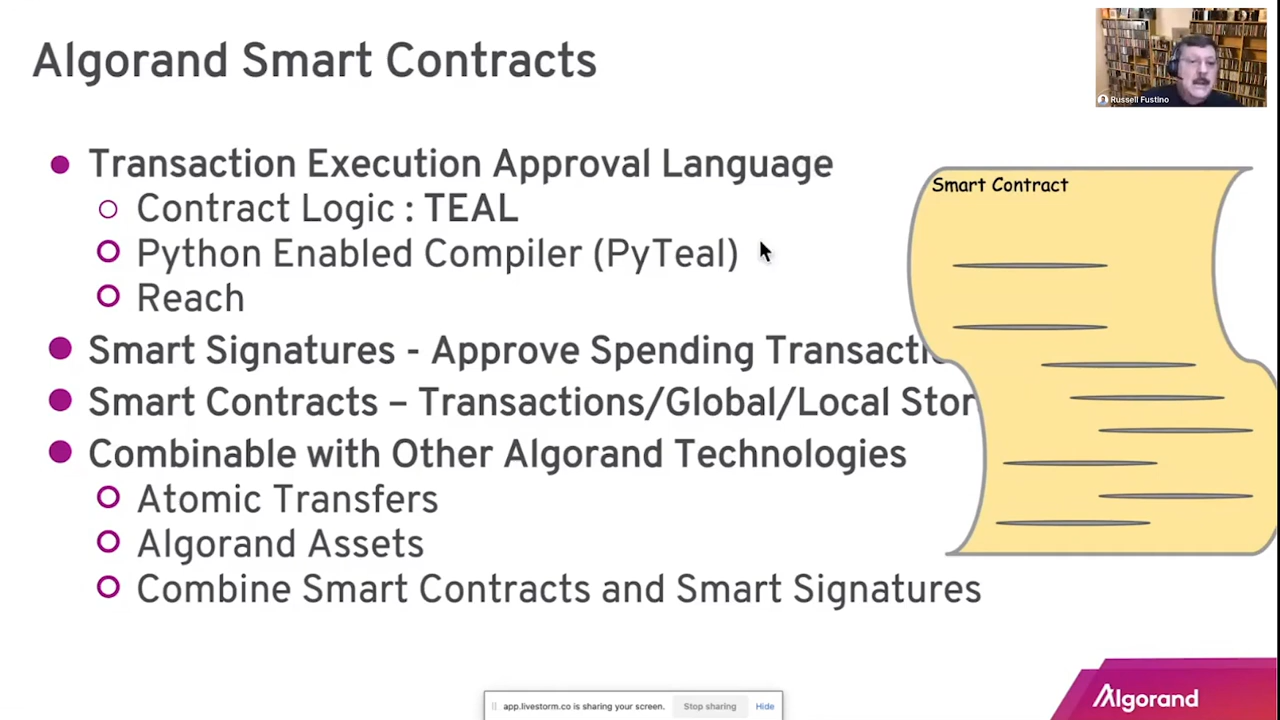 Algorand Smart Contracts
Russell Fustino
Transaction Execution Approval Language
Smart Contract
Contract Logic : TEAL
Python Enabled Compiler (PyTeal)
Reach
Smart Signatures - Approve Spending
Smart Contracts – Transactions/Global/Local
Combinable with Other Algorand Technologies
Atomic Transfers
Algorand Assets
Combine Smart Contracts and Smart Signatures
app.livestorm.co is sharing your screen.
Stop sharing
Hide
Algorand